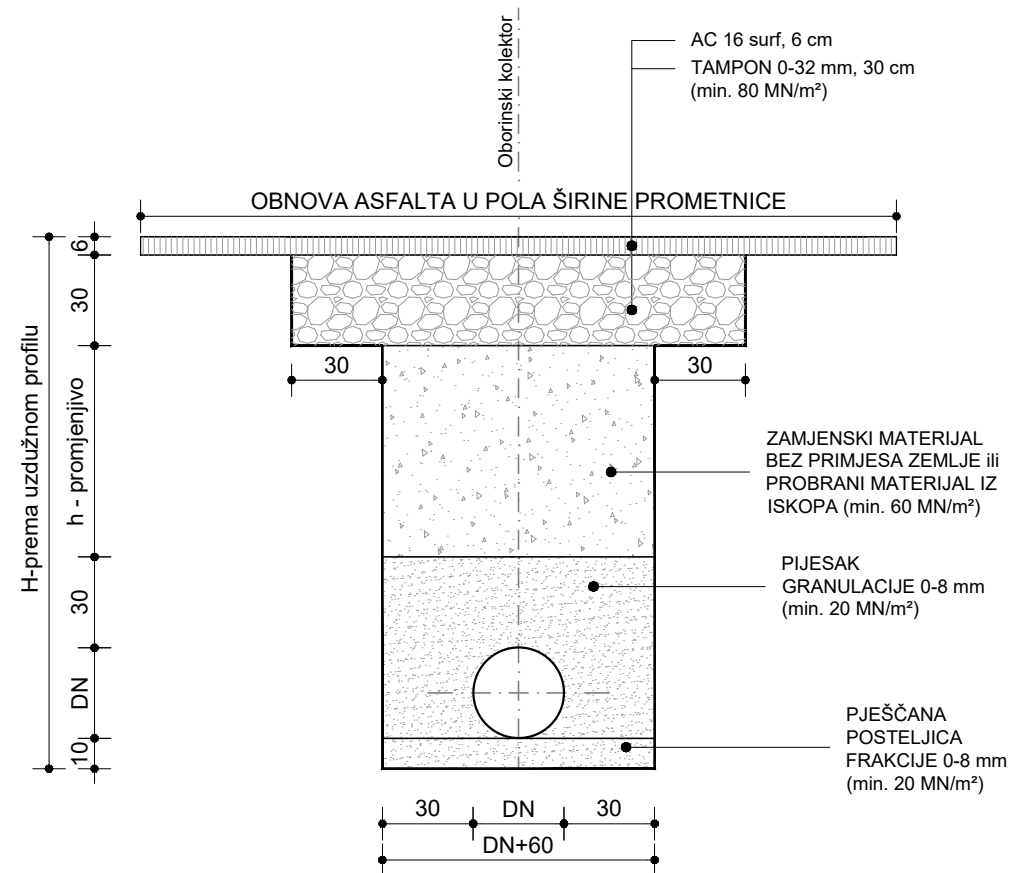 Oborinski kolektor
AC 16 surf, 6 cm
TAMPON 0-32 mm, 30 cm
(min. 80 MN/m²)
OBNOVA ASFALTA U POLA ŠIRINE PROMETNICE
H-prema uzdužnom profilu
6
30
h - promjenjivo
30
DN
10
30
30
ZAMJENSKI MATERIJAL
BEZ PRIMJESA ZEMLJE ili
PROBRANI MATERIJAL IZ
ISKOPA (min. 60 MN/m²)
PIJESAK
GRANULACIJE 0-8 mm
(min. 20 MN/m²)
PJEŠČANA
POSTELJICA
FRAKCIJE 0-8 mm
(min. 20 MN/m²)
30
DN
30
DN+60